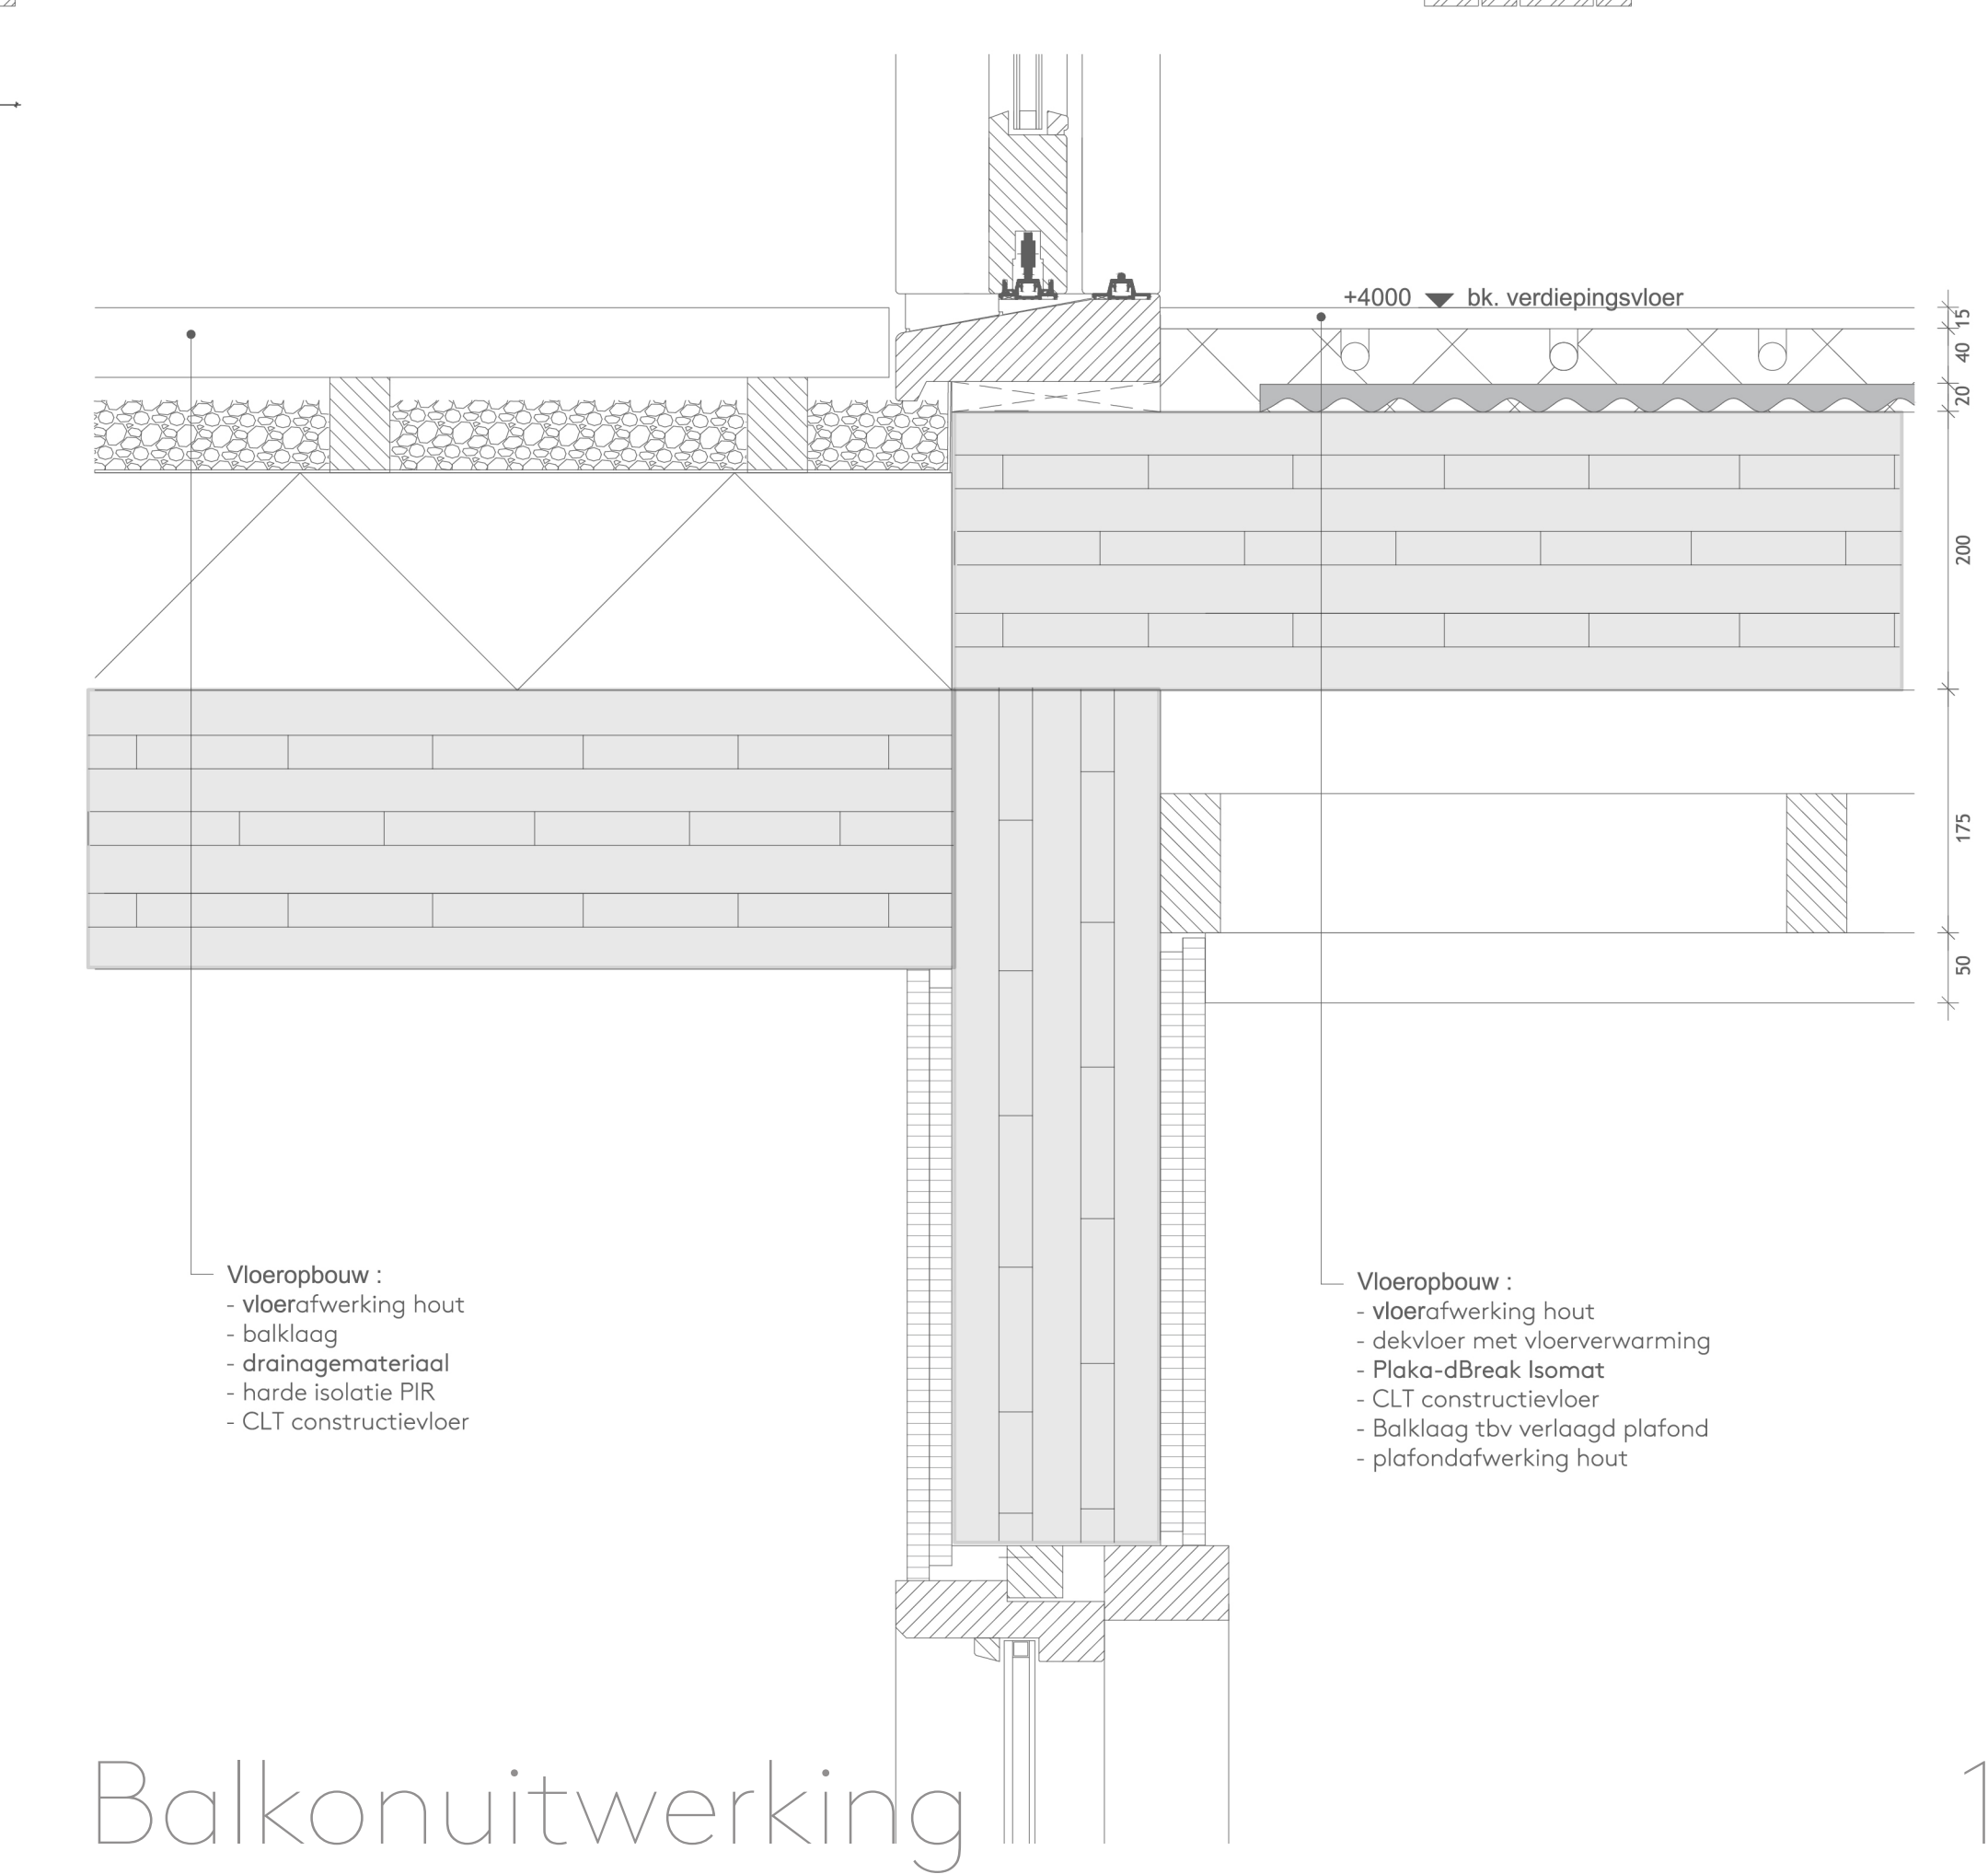 +4000 bk. verdiepingsvloer
15
40
20
200
175
50
Vloeropbouw :
- vloerafwerking hout
- balklaag
- drainagemateriaal
- harde isolatie PIR
- CLT constructievloer
Vloeropbouw :
- vloerafwerking hout
- dekvloer met vloerverwarming
- Plaka-dBreak Isomat
- CLT constructievloer
- Balklaag tbv verlaagd plafond
- plafondafwerking hout
Balkonuitwerking
1